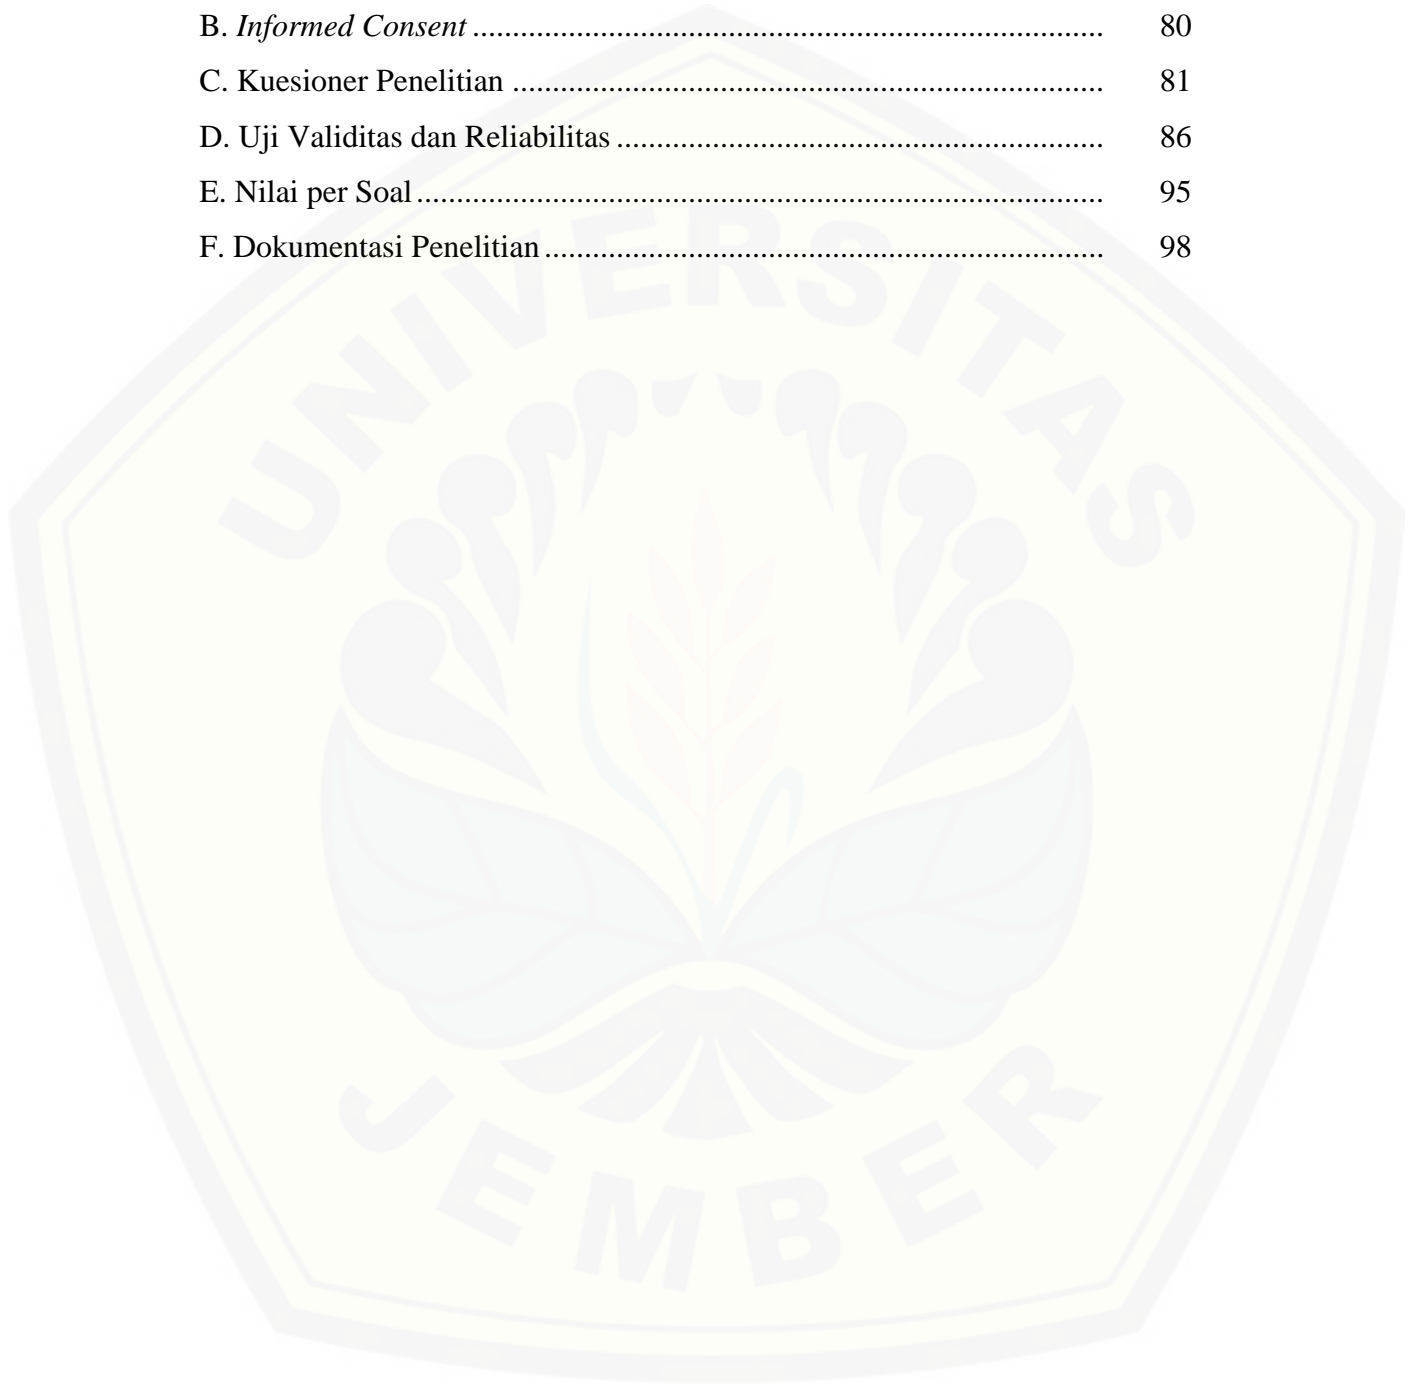 B. Informed Consent ............................................................................... 80
C. Kuesioner Penelitian .......................................................................... 81
D. Uji Validitas dan Reliabilitas ............................................................. 86
E. Nilai per Soal ...................................................................................... 95
F. Dokumentasi Penelitian ...................................................................... 98
UNIVERSITAS
JEMBER